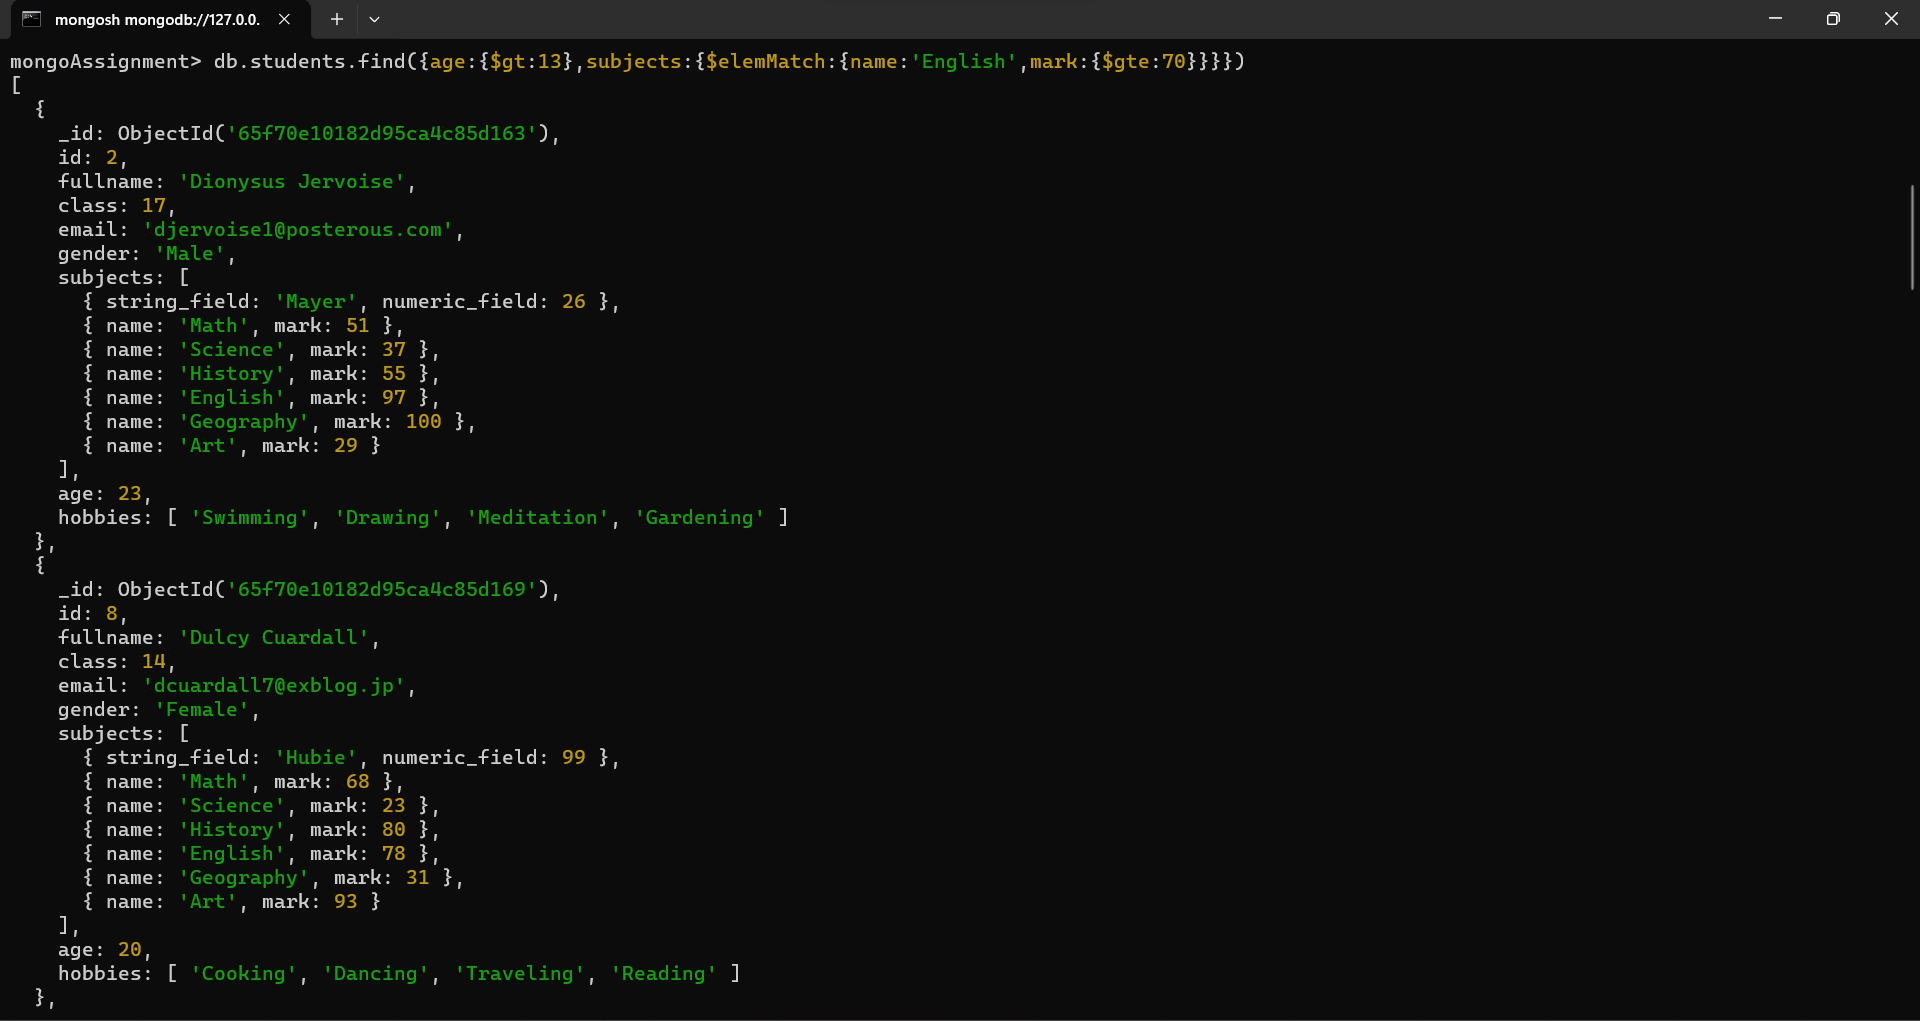 mongosh mongodb://127.0.0.
mongoAssignment> db.students.find({age:{$gt:13},subjects:{$elemMatch:{name:'English',mark:{$gte:70}}}})
[
  {
    _id: ObjectId('65f70e10182d95ca4c85d163'),
    id: 2,
    fullname: 'Dionysus Jervoise',
    class: 17,
    email: 'djervoise1@posterous.com',
    gender: 'Male',
    subjects: [
      { string_field: 'Mayer', numeric_field: 26 },
      { name: 'Math', mark: 51 },
      { name: 'Science', mark: 37 },
      { name: 'History', mark: 55 },
      { name: 'English', mark: 97 },
      { name: 'Geography', mark: 100 },
      { name: 'Art', mark: 29 }
    ],
    age: 23,
    hobbies: [ 'Swimming', 'Drawing', 'Meditation', 'Gardening' ]
  },
  {
    _id: ObjectId('65f70e10182d95ca4c85d169'),
    id: 8,
    fullname: 'Dulcy Cuardall',
    class: 14,
    email: 'dcuardall7@exblog.jp',
    gender: 'Female',
    subjects: [
      { string_field: 'Hubie', numeric_field: 99 },
      { name: 'Math', mark: 68 },
      { name: 'Science', mark: 23 },
      { name: 'History', mark: 80 },
      { name: 'English', mark: 78 },
      { name: 'Geography', mark: 31 },
      { name: 'Art', mark: 93 }
    ],
    age: 20,
    hobbies: [ 'Cooking', 'Dancing', 'Traveling', 'Reading' ]
  },